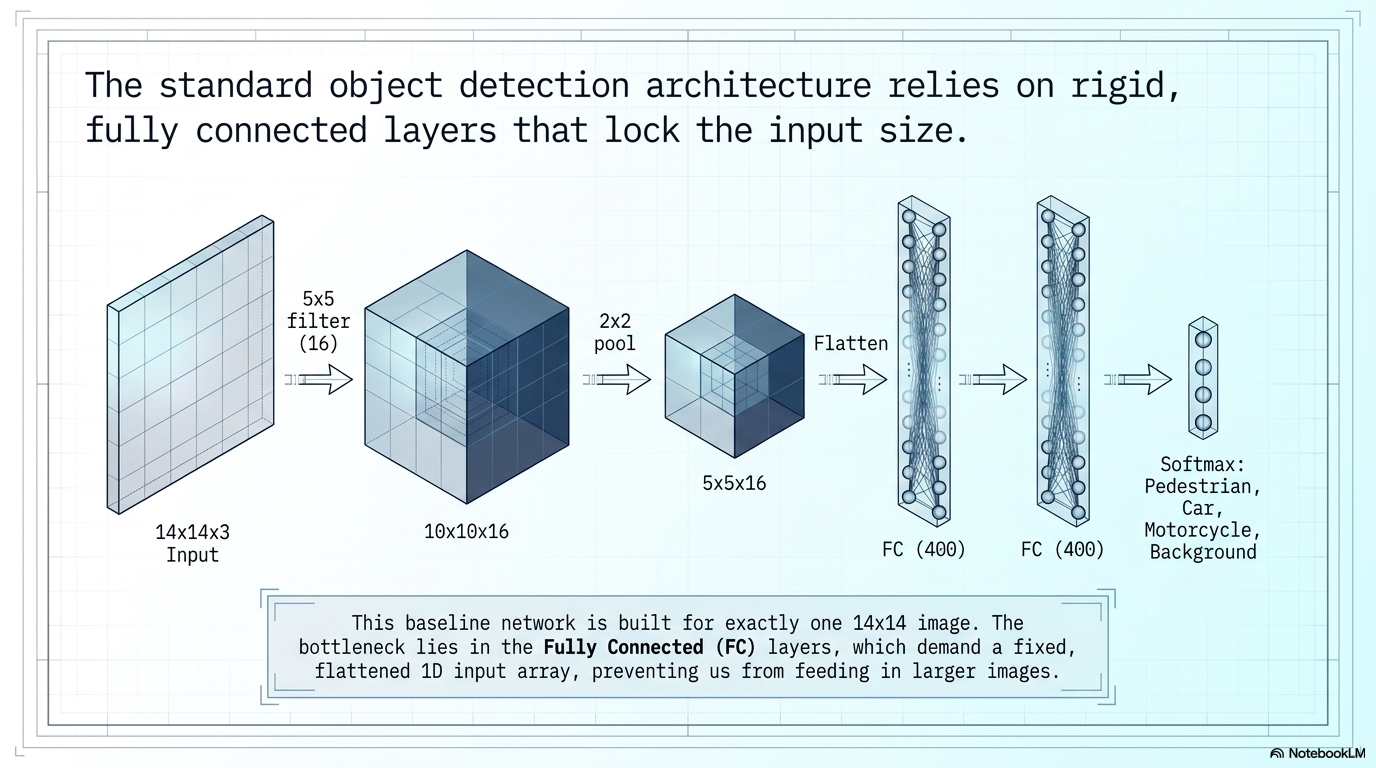 The standard object detection architecture relies on rigid,
fully connected layers that lock the input size.
5x5
filter
(16)
2x2
pool
Flatten
14x14x3
Input
10x10x16
5x5x16
FC (400)
FC (400)
Softmax:
Pedestrian,
Car,
Motorcycle,
Background
This baseline network is built for exactly one 14x14 image. The
bottleneck lies in the Fully Connected (FC) layers, which demand a fixed,
flattened 1D input array, preventing us from feeding in larger images.
NotebookLM